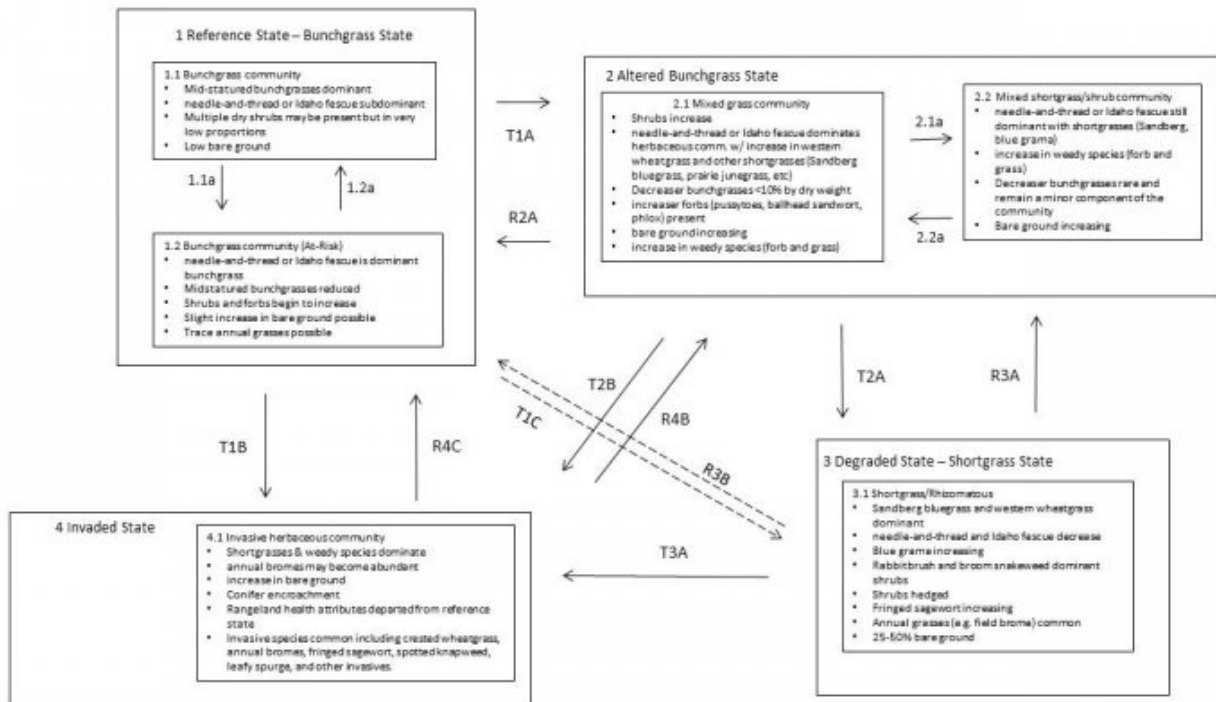 1 Reference State – Bunchgrass State
1.1 Bunchgrass community
• Mid-statured bunchgrasses dominant
• needle-and-thread or Idaho fescue subdominant
• Multiple dry shrubs may be present but in very
low proportions
• Low bare ground
1.1a
1.2a
1.2 Bunchgrass community (At-Risk)
• needle-and-thread or Idaho fescue is dominant
bunchgrass
• Midstatured bunchgrasses reduced
• Shrubs and forbs begin to increase
• Slight increase in bare ground possible
• Trace annual grasses possible
T1A
R2A
2 Altered Bunchgrass State
2.1 Mixed grass community
• Shrubs increase
• needle-and-thread or Idaho fescue dominates
herbaceous comm. w/ increase in western
wheatgrass and other shortgrasses (Sandberg
bluegrass, prairie junegrass, etc)
• Decreaser bunchgrasses <10% by dry weight
• increaser forbs (pussytoes, ballhead sandwort,
phlox) present
• bare ground increasing
• increase in weedy species (forb and grass)
2.1a
2.2a
2.2 Mixed shortgrass/shrub community
• needle-and-thread or Idaho fescue still
dominant with shortgrasses (Sandberg,
blue grama)
• increase in weedy species (forb and
grass)
• Decreaser bunchgrasses rare and
remain a minor component of the
community
• Bare ground increasing
T1B
R4C
T2B
R4B
T1C
R3B
T2A
R3A
T3A
4 Invaded State
4.1 Invasive herbaceous community
• Shortgrasses & weedy species dominate
• annual bromes may become abundant
• increase in bare ground
• Conifer encroachment
• Rangeland health attributes departed from reference
state
• Invasive species common including crested wheatgrass,
annual bromes, fringed sagewort, spotted knapweed,
leafy spurge, and other invasives.
3 Degraded State – Shortgrass State
3.1 Shortgrass/Rhizomatous
• Sandberg bluegrass and western wheatgrass
dominant
• needle-and-thread and Idaho fescue decrease
• Blue grama increasing
• Rabbitbrush and broom snakeweed dominant
shrubs
• Shrubs hedged
• Fringed sagewort increasing
• Annual grasses (e.g. field brome) common
• 25-50% bare ground